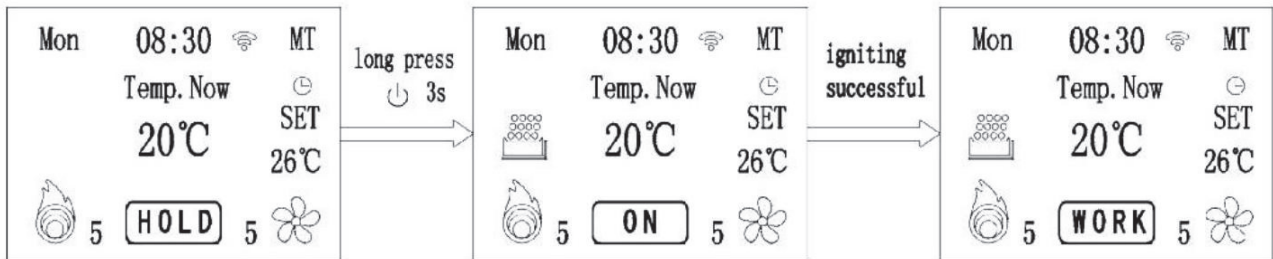 Mon 08:30 MT
Temp. Now
SET
20℃
26℃
5 HOLD 5
long press
3s
Mon 08:30 MT
Temp. Now
SET
20℃
26℃
5 ON 5
igniting
successful
Mon 08:30 MT
Temp. Now
SET
20℃
26℃
5 WORK 5